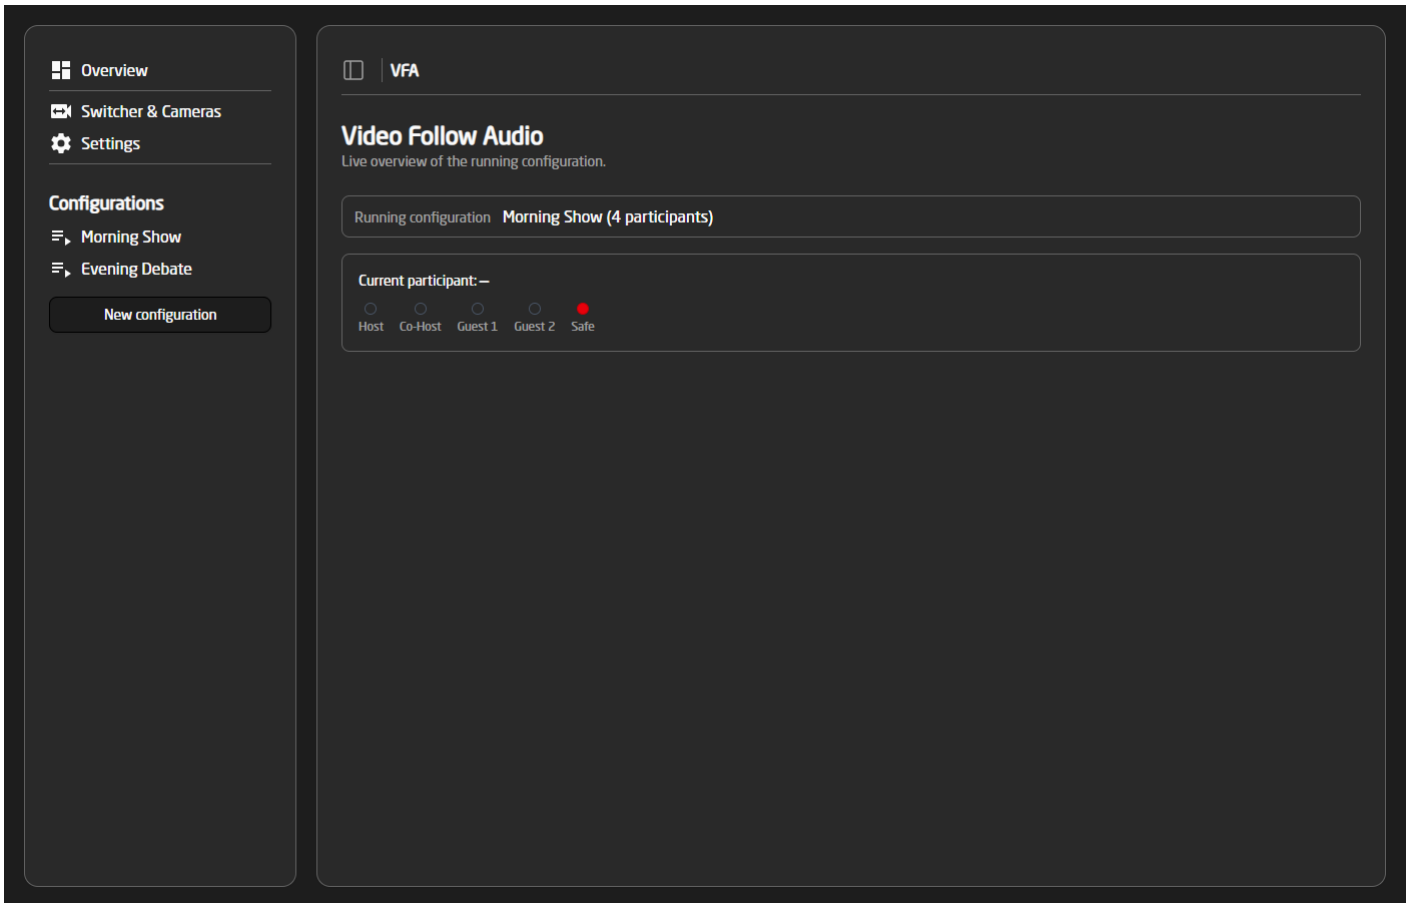 Overview
Switcher & Cameras
Settings
Configurations
Morning Show
Evening Debate
New configuration
VFA
Video Follow Audio
Live overview of the running configuration.
Running configuration Morning Show (4 participants)
Current participant: —
Host Co-Host Guest 1 Guest 2 Safe